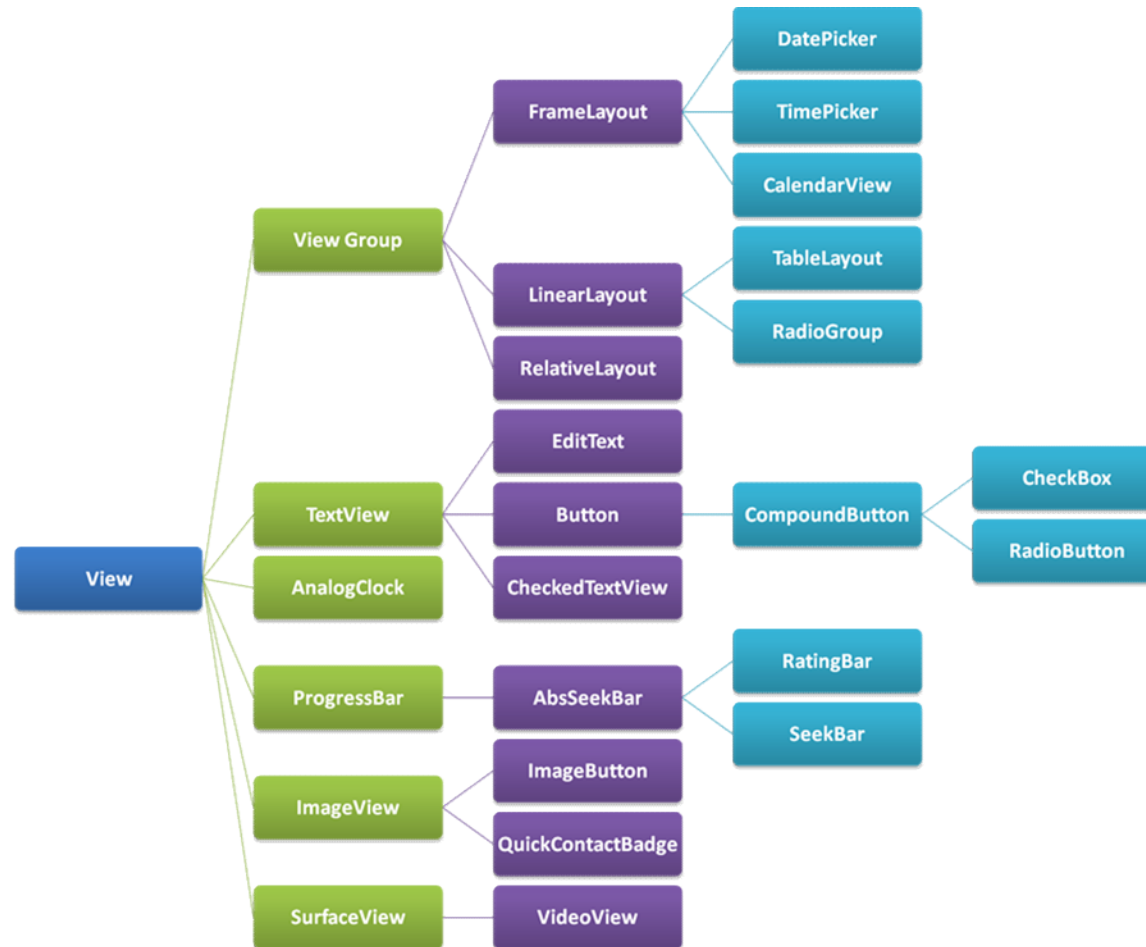 DatePicker
FrameLayout
TimePicker
CalendarView
View Group
TableLayout
LinearLayout
RadioGroup
RelativeLayout
EditText
CheckBox
TextView
Button
CompoundButton
RadioButton
View
AnalogClock
CheckedTextView
RatingBar
ProgressBar
AbsSeekBar
SeekBar
ImageButton
ImageView
QuickContactBadge
SurfaceView
VideoView